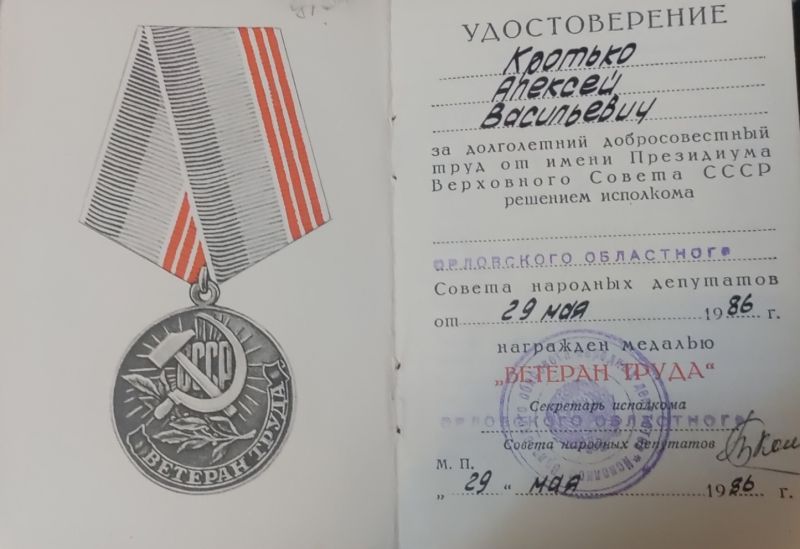 СССР
ВЕТЕРАН ТРУДА
УДОСТОВЕРЕНИЕ
Кротько
Алексей
Васильевич
за долголетний добросовестный
труд от имени Президиума
Верховного Совета СССР
решением исполкома
ОРЛОВСКОГО ОБЛАСТНОГО
Совета народных депутатов
от 29 мая 1986 г.
награжден медалью
„ВЕТЕРАН ТРУДА“
Секретарь исполкома
ОРЛОВСКОГО ОБЛАСТНОГО
Совета народных депутатов
М. П.
„ 29 “ мая 1986 г.